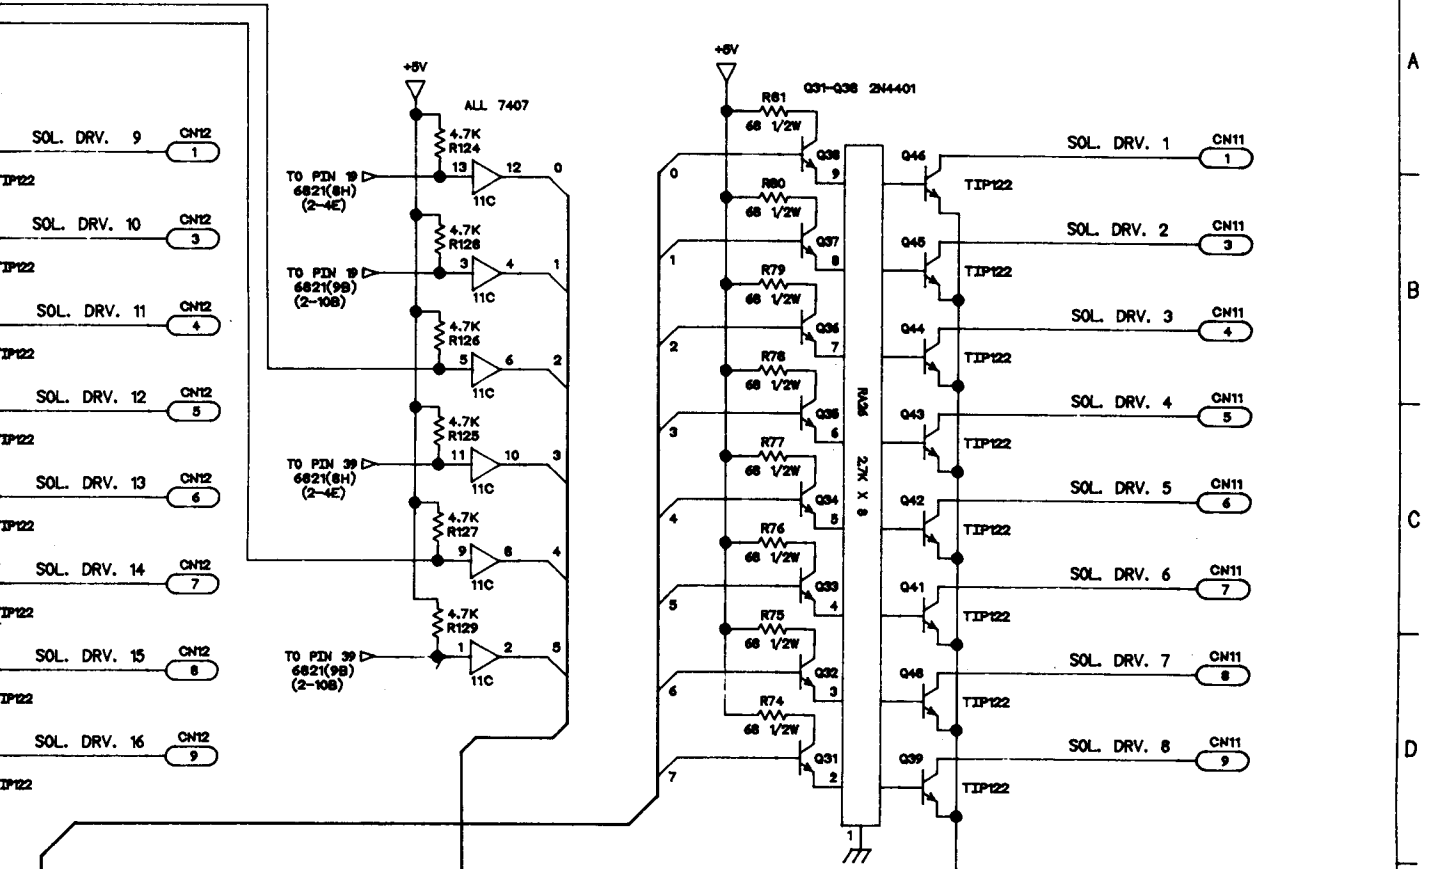 SOL. DRV. 9
CN12
1
TIP122
SOL. DRV. 10
CN12
3
TIP122
SOL. DRV. 11
CN12
4
TIP122
SOL. DRV. 12
CN12
5
TIP122
SOL. DRV. 13
CN12
6
TIP122
SOL. DRV. 14
CN12
7
TIP122
SOL. DRV. 15
CN12
8
TIP122
SOL. DRV. 16
CN12
9
TIP122
+5V
ALL 7407
4.7K
R124
TO PIN 19
6821(8H)
(2-4E)
13
12
11C
0
4.7K
R128
TO PIN 19
6821(9B)
(2-10B)
3
4
11C
1
4.7K
R126
5
6
11C
2
4.7K
R125
TO PIN 39
6821(8H)
(2-4E)
11
10
11C
3
4.7K
R127
9
8
11C
4
4.7K
R129
TO PIN 39
6821(9B)
(2-10B)
1
2
11C
5
+5V
Q31-Q38 2N4401
R81
68 1/2W
0
Q38
9
R80
68 1/2W
1
Q37
8
R79
68 1/2W
2
Q36
7
R78
68 1/2W
3
Q35
6
R77
68 1/2W
4
Q34
5
R76
68 1/2W
5
Q33
4
R75
68 1/2W
6
Q32
3
R74
68 1/2W
7
Q31
2
RA26 2.7K X 8
1
Q46
TIP122
SOL. DRV. 1
CN11
1
Q45
TIP122
SOL. DRV. 2
CN11
3
Q44
TIP122
SOL. DRV. 3
CN11
4
Q43
TIP122
SOL. DRV. 4
CN11
5
Q42
TIP122
SOL. DRV. 5
CN11
6
Q41
TIP122
SOL. DRV. 6
CN11
7
Q48
TIP122
SOL. DRV. 7
CN11
8
Q39
TIP122
SOL. DRV. 8
CN11
9
A
B
C
D